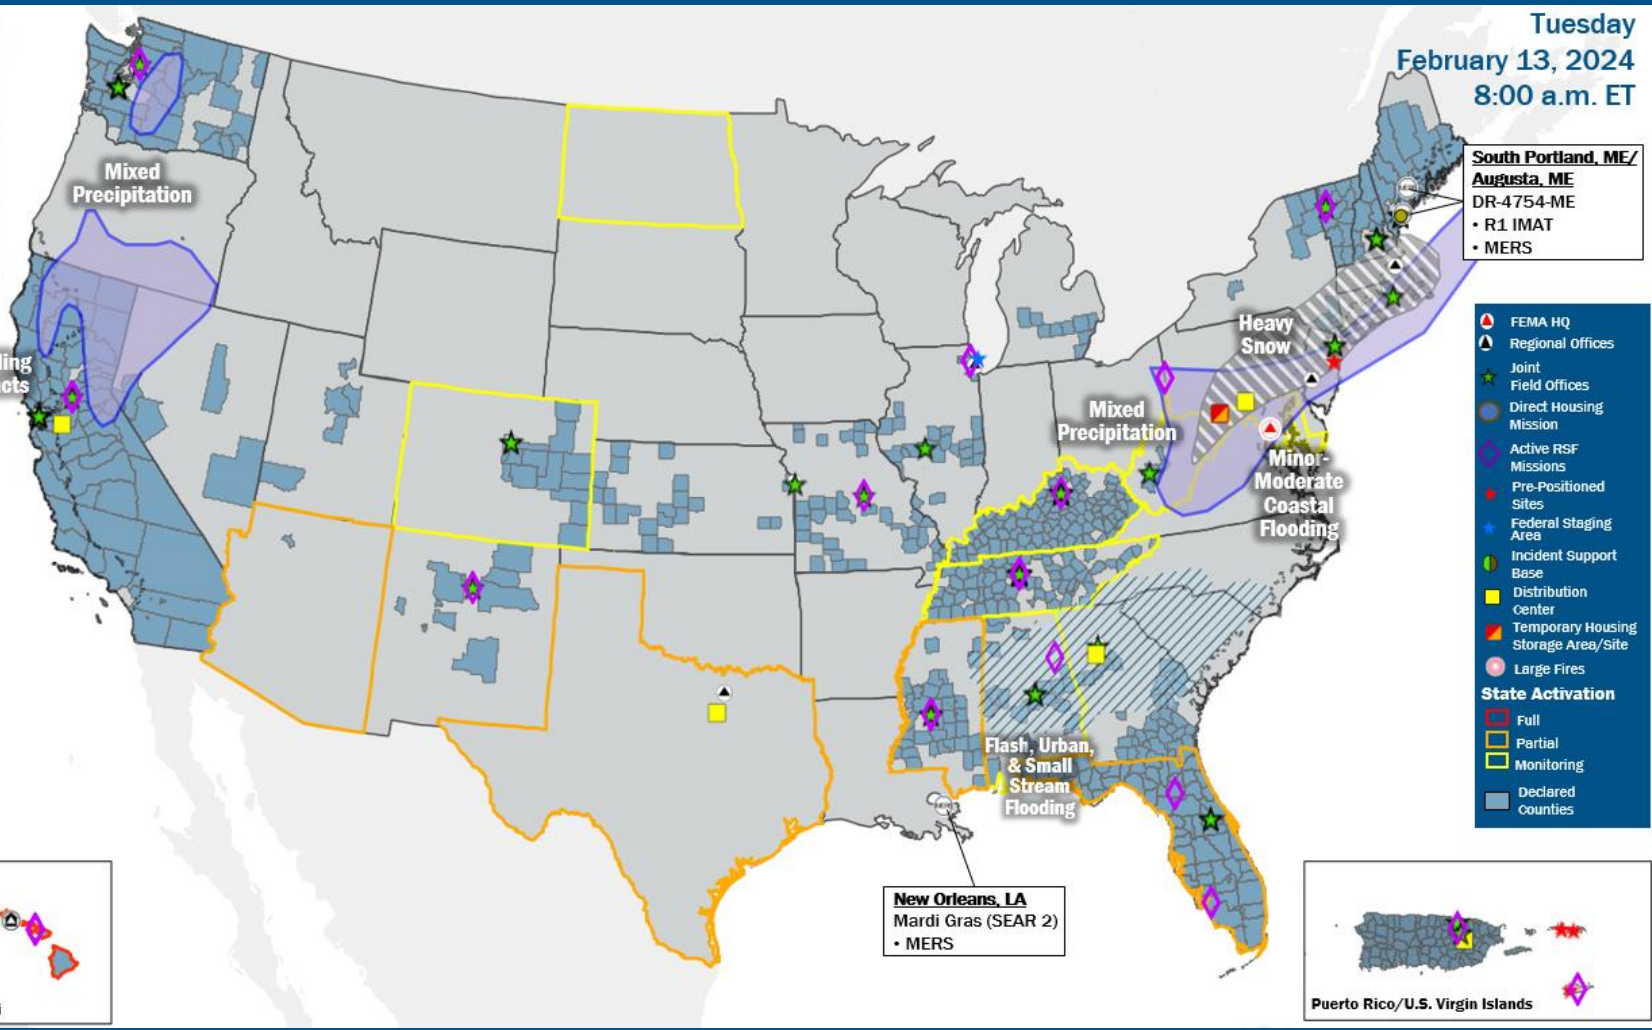 Tuesday
February 13, 2024
8:00 a.m. ET
Mixed
Precipitation
South Portland, ME/
Augusta, ME
DR-4754-ME
• R1 IMAT
• MERS
Heavy
Snow
ling
cts
Mixed
Precipitation
Minor-
Moderate
Coastal
Flooding
Flash, Urban,
& Small
Stream
Flooding
New Orleans, LA
Mardi Gras (SEAR 2)
• MERS
FEMA HQ
Regional Offices
Joint
Field Offices
Direct Housing
Mission
Active RSF
Missions
Pre-Positioned
Sites
Federal Staging
Area
Incident Support
Base
Distribution
Center
Temporary Housing
Storage Area/Site
Large Fires
State Activation
Full
Partial
Monitoring
Declared
Counties
i
Puerto Rico/U.S. Virgin Islands